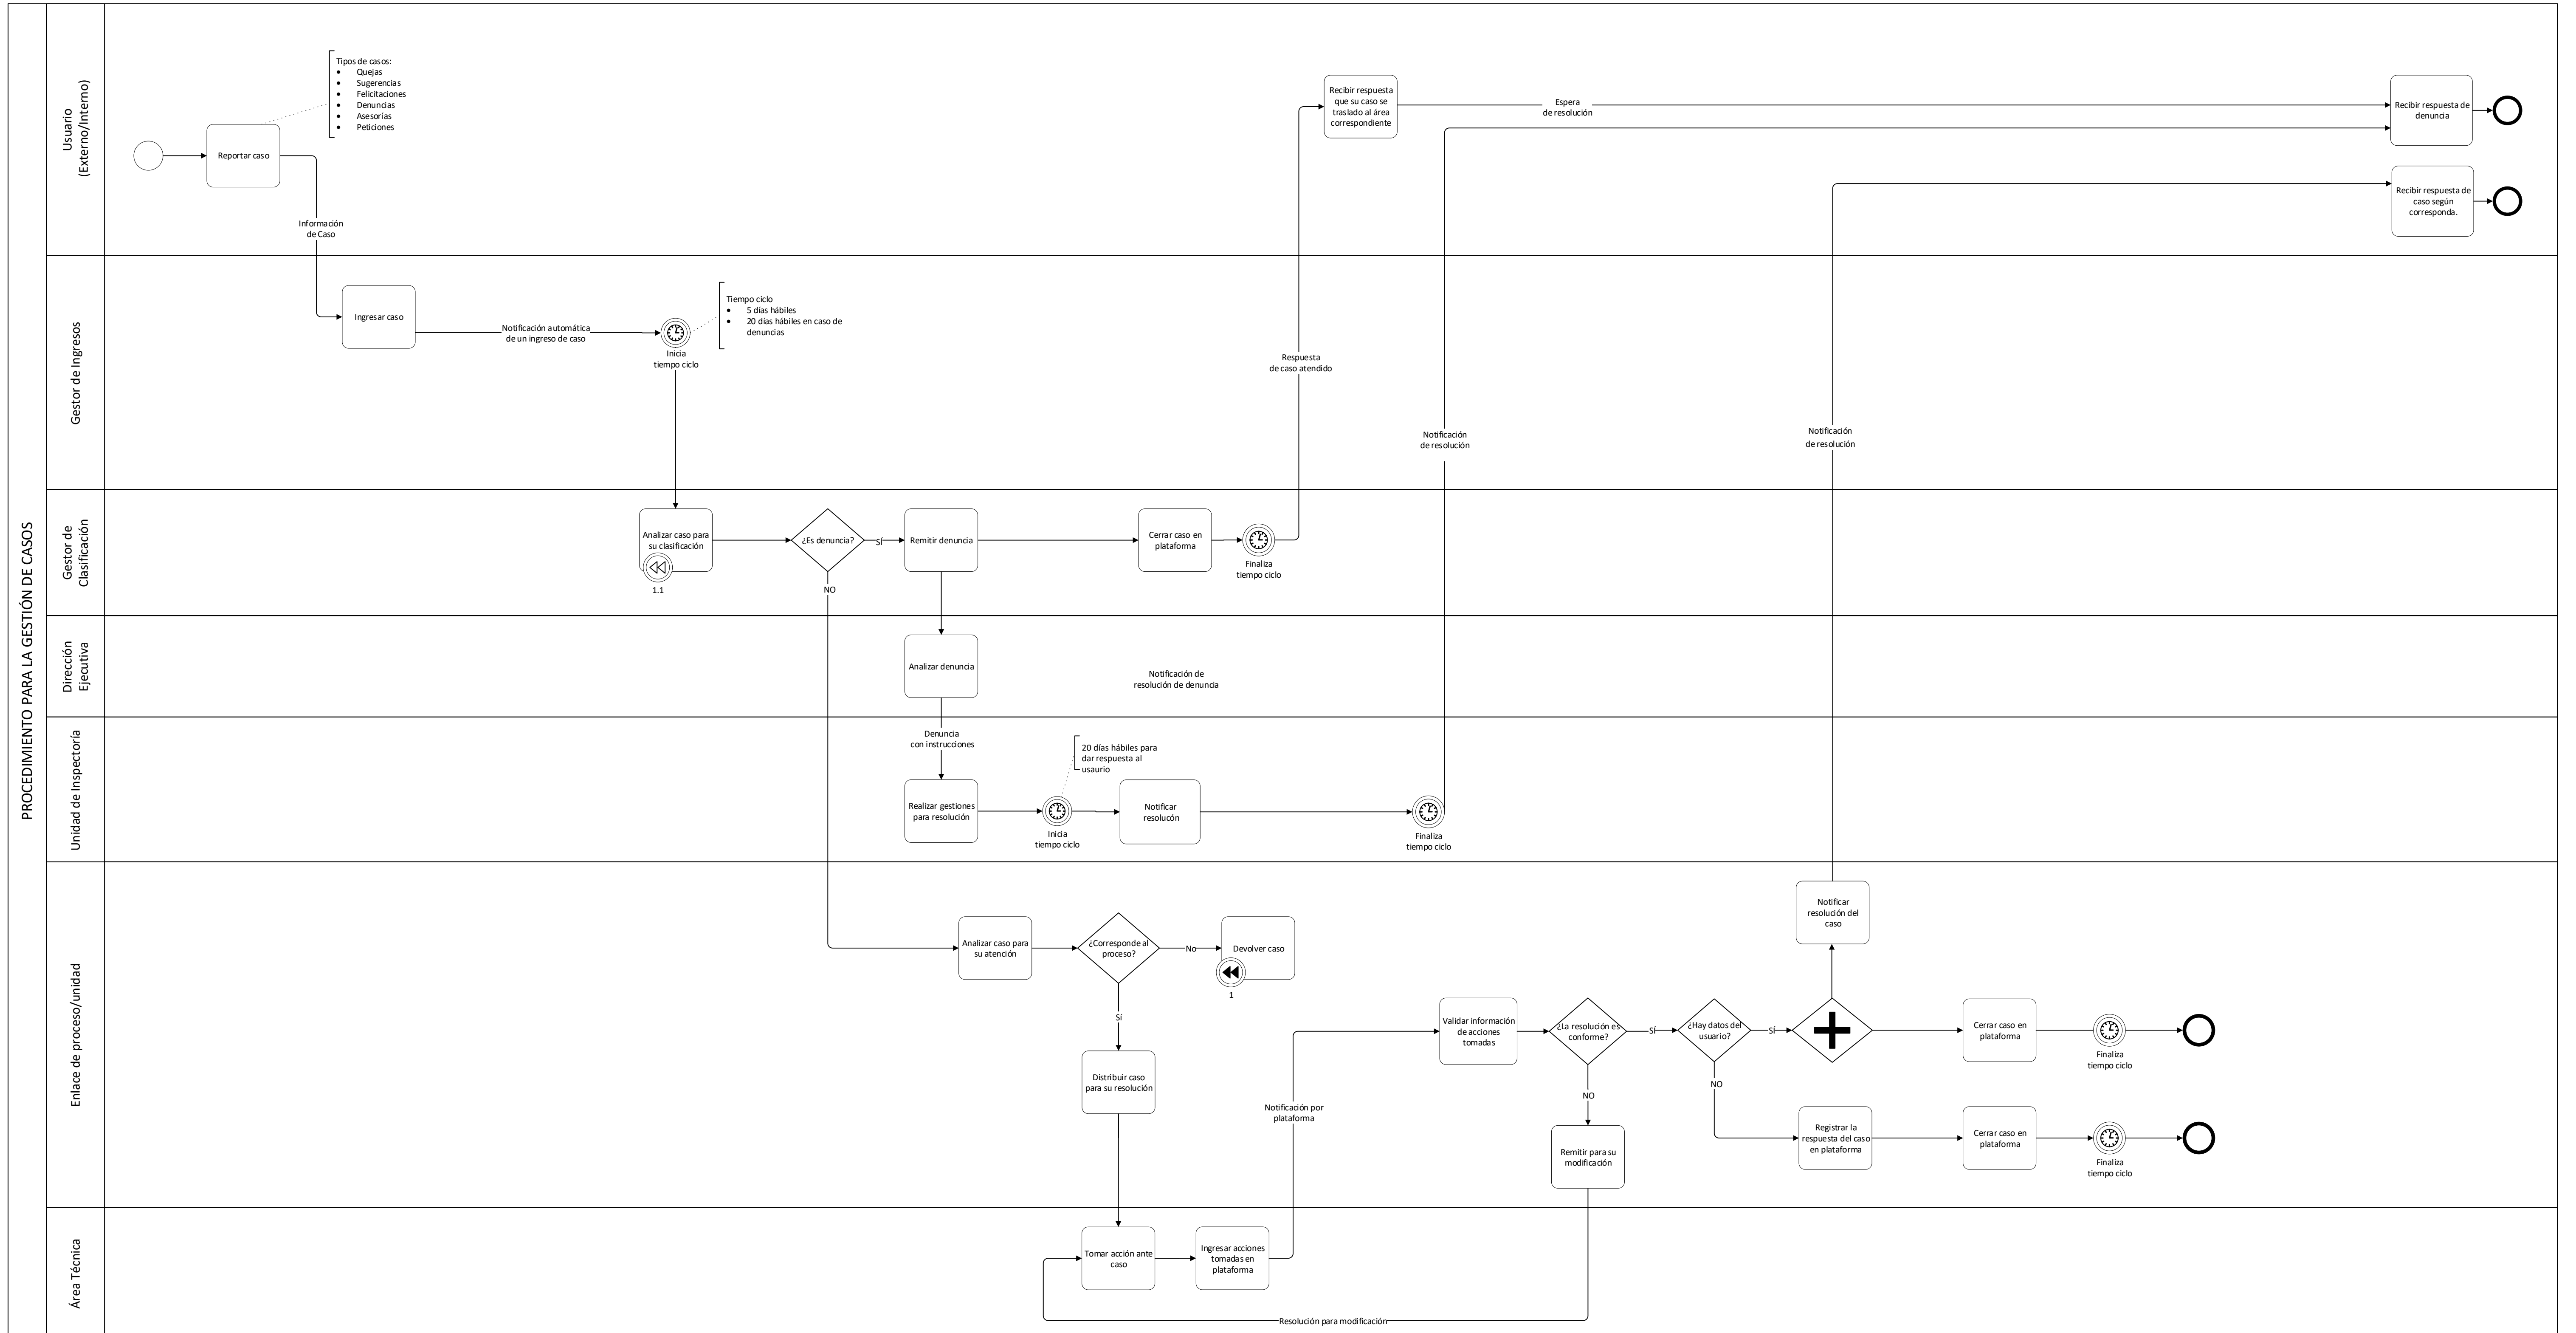 PROCEDIMIENTO PARA LA GESTIÓN DE CASOS
Usuario
(Externo/Interno)
Tipos de casos:
• Quejas
• Sugerencias
• Felicitaciones
• Denuncias
• Asesorías
• Peticiones
Reportar caso
Información
de Caso
Recibir respuesta
que su caso se
traslado al área
correspondiente
Espera
de resolución
Recibir respuesta de
denuncia
Recibir respuesta de
caso según
corresponda.
Gestor de Ingresos
Ingresar caso
Notificación automática
de un ingreso de caso
Inicia
tiempo ciclo
Tiempo ciclo
• 5 días hábiles
• 20 días hábiles en caso de
denuncias
Respuesta
de caso atendido
Notificación
de resolución
Notificación
de resolución
Gestor de
Clasificación
Analizar caso para
su clasificación
1.1
¿Es denuncia?
SÍ
NO
Remitir denuncia
Cerrar caso en
plataforma
Finaliza
tiempo ciclo
Dirección
Ejecutiva
Analizar denuncia
Notificación de
resolución de denuncia
Unidad de Inspectoría
Denuncia
con instrucciones
Realizar gestiones
para resolución
Inicia
tiempo ciclo
20 días hábiles para
dar respuesta al
usaurio
Notificar
resolucón
Finaliza
tiempo ciclo
Enlace de proceso/unidad
Analizar caso para
su atención
¿Corresponde al
proceso?
No
Devolver caso
1
Sí
Distribuir caso
para su resolución
Notificación por
plataforma
Validar información
de acciones
tomadas
¿La resolución es
conforme?
SÍ
NO
Remitir para su
modificación
¿Hay datos del
usuario?
SÍ
NO
Notificar
resolución del
caso
Cerrar caso en
plataforma
Finaliza
tiempo ciclo
Registrar la
respuesta del caso
en plataforma
Cerrar caso en
plataforma
Finaliza
tiempo ciclo
Área Técnica
Tomar acción ante
caso
Ingresar acciones
tomadas en
plataforma
Resolución para modificación